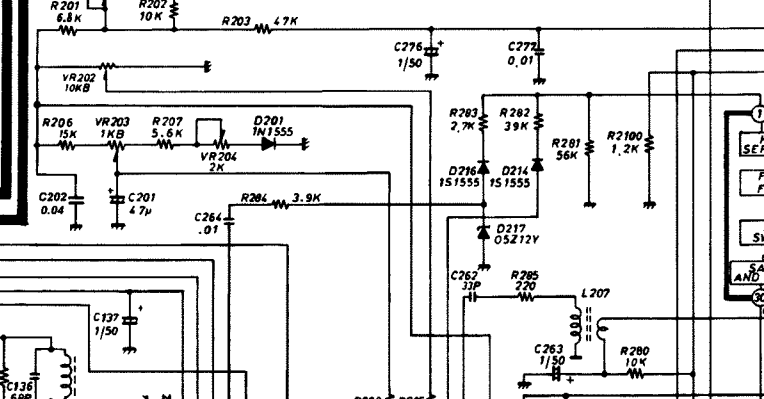 R201
6.8K
R202
10K
R203 47K
C276
1/50
C277
0.01
VR202
10KB
R206
15K
VR203
1KB
R207
5.6K
D201
1N1555
VR204
2K
R283
2.7K
R282
39K
R281
56K
R2100
1.2K
D216
1S1555
D214
1S1555
C202
0.04
C201
47μ
R284 3.9K
C264
.01
D217
05Z12Y
C262
33P
R285
220
L207
C137
1/50
C263
1/50
R280
10K
C136
1
SE
F
F
S
SA
AND
30